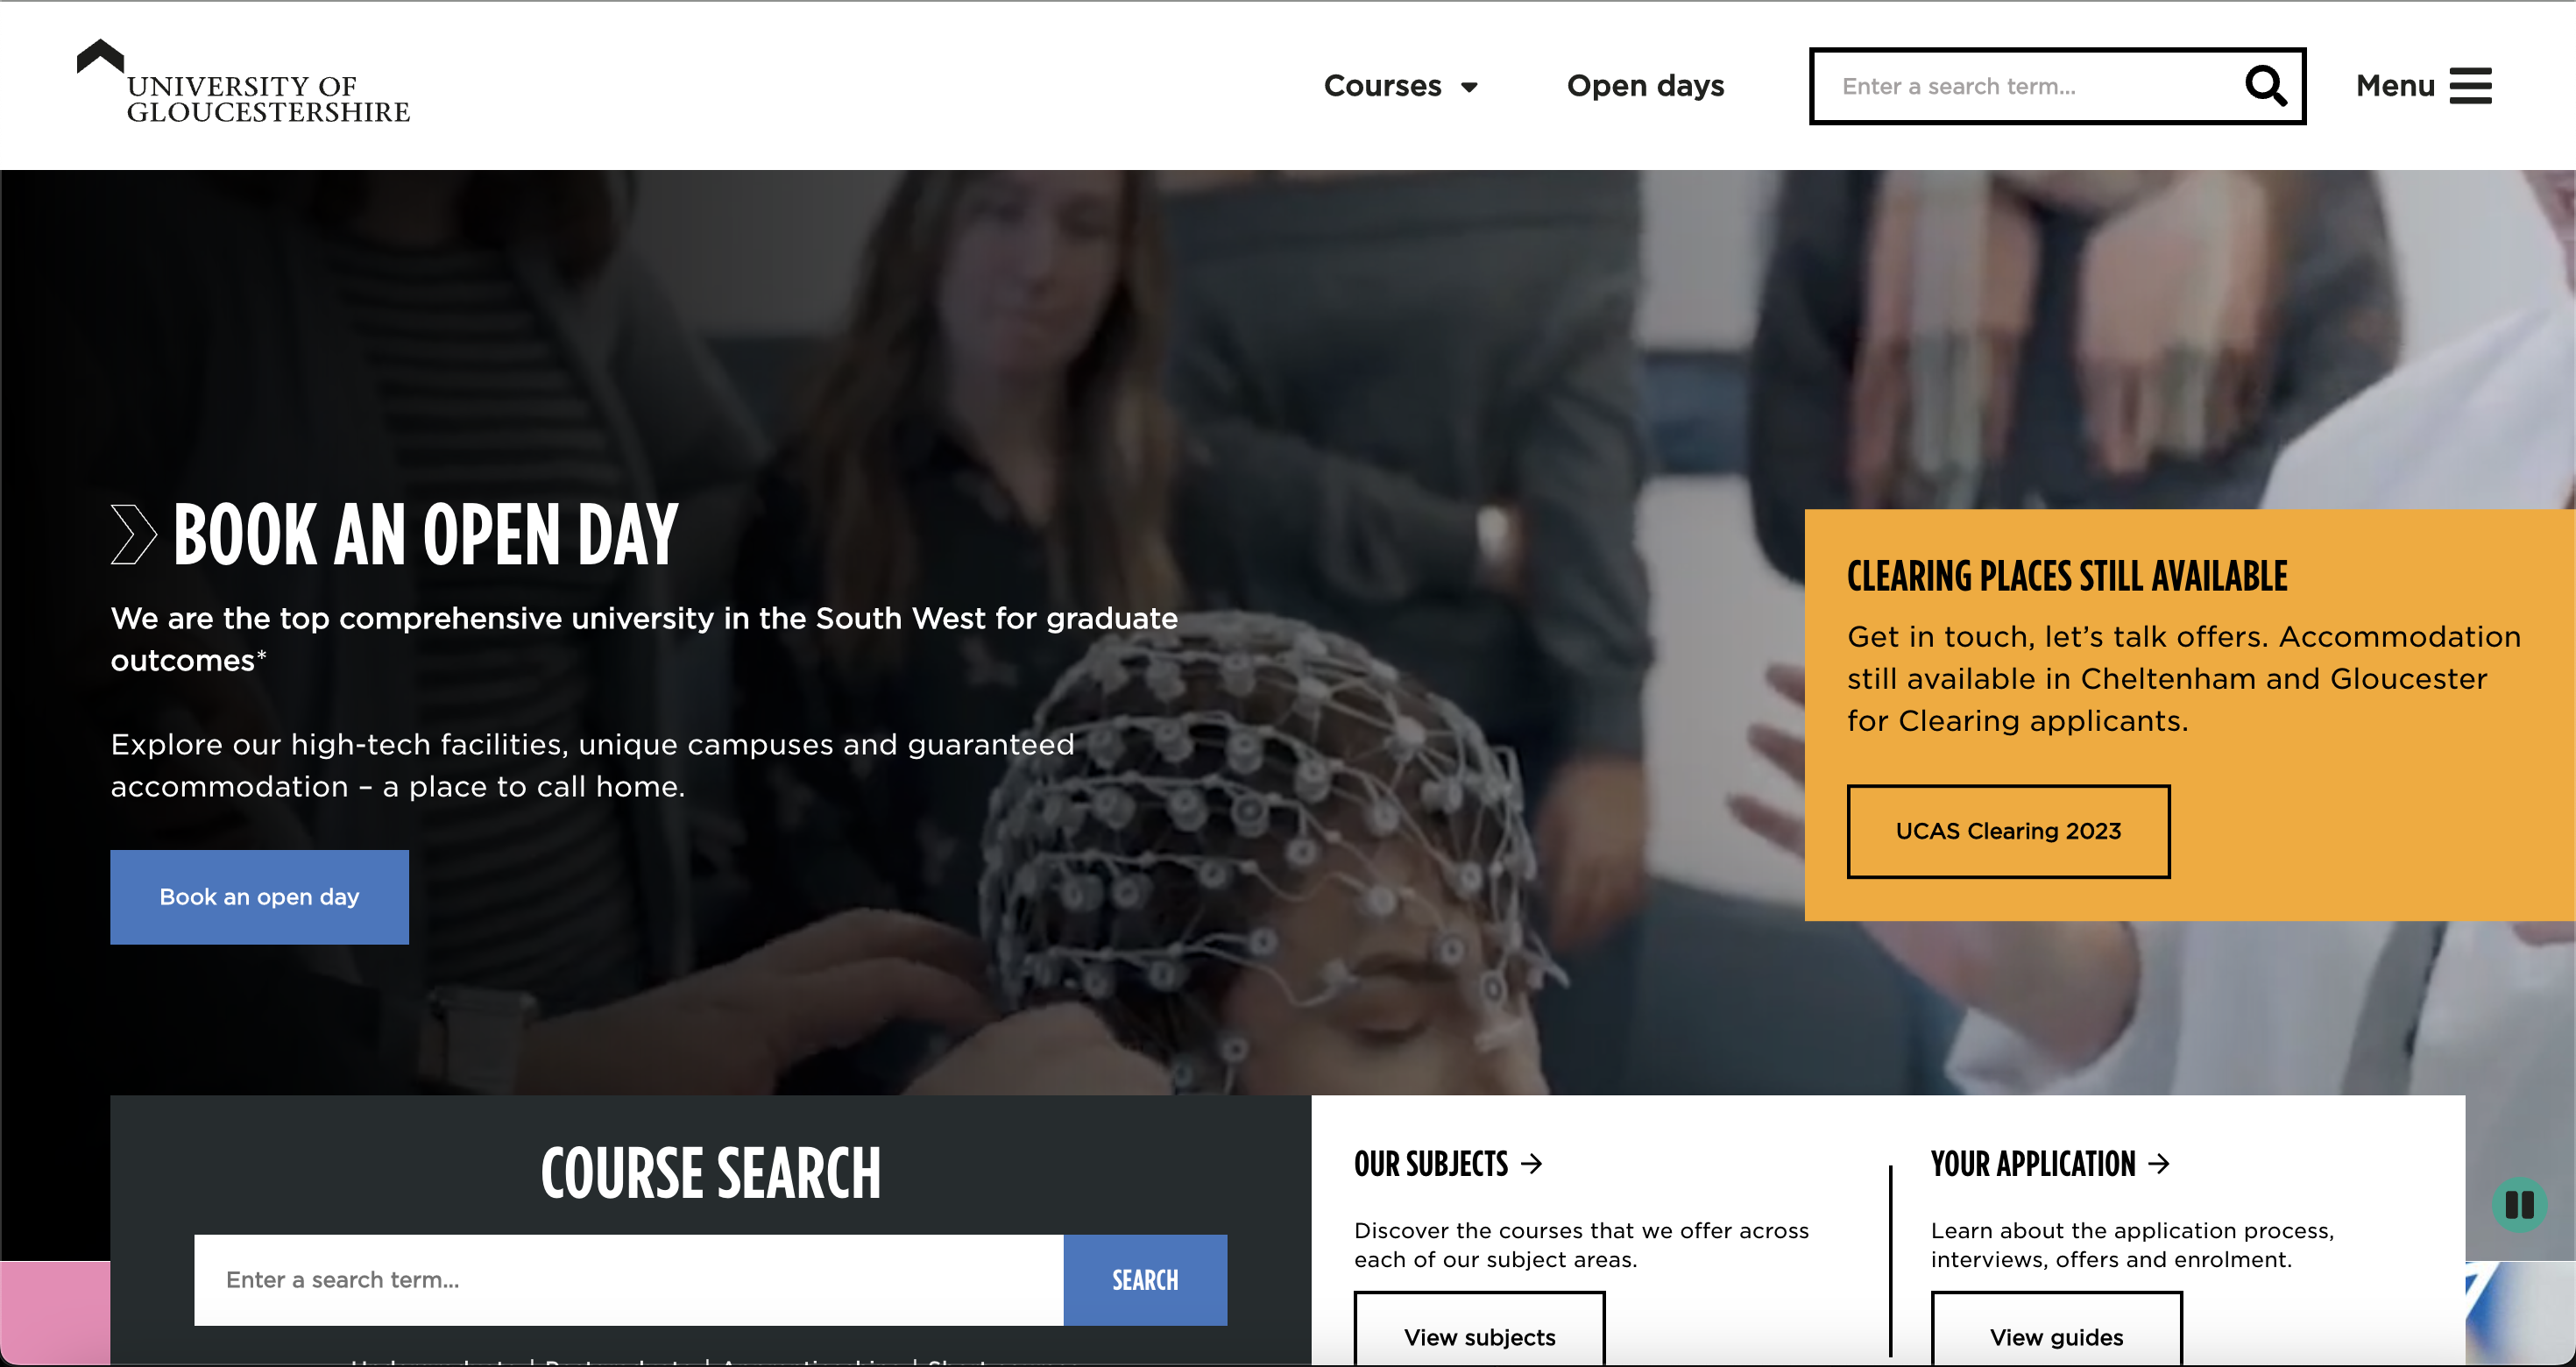 UNIVERSITY OF
GLOUCESTERSHIRE
Courses
Open days
Enter a search term...
Menu
BOOK AN OPEN DAY
We are the top comprehensive university in the South West for graduate
outcomes*
Explore our high-tech facilities, unique campuses and guaranteed
accommodation – a place to call home.
Book an open day
CLEARING PLACES STILL AVAILABLE
Get in touch, let’s talk offers. Accommodation
still available in Cheltenham and Gloucester
for Clearing applicants.
UCAS Clearing 2023
COURSE SEARCH
Enter a search term...
SEARCH
OUR SUBJECTS →
Discover the courses that we offer across
each of our subject areas.
View subjects
YOUR APPLICATION →
Learn about the application process,
interviews, offers and enrolment.
View guides